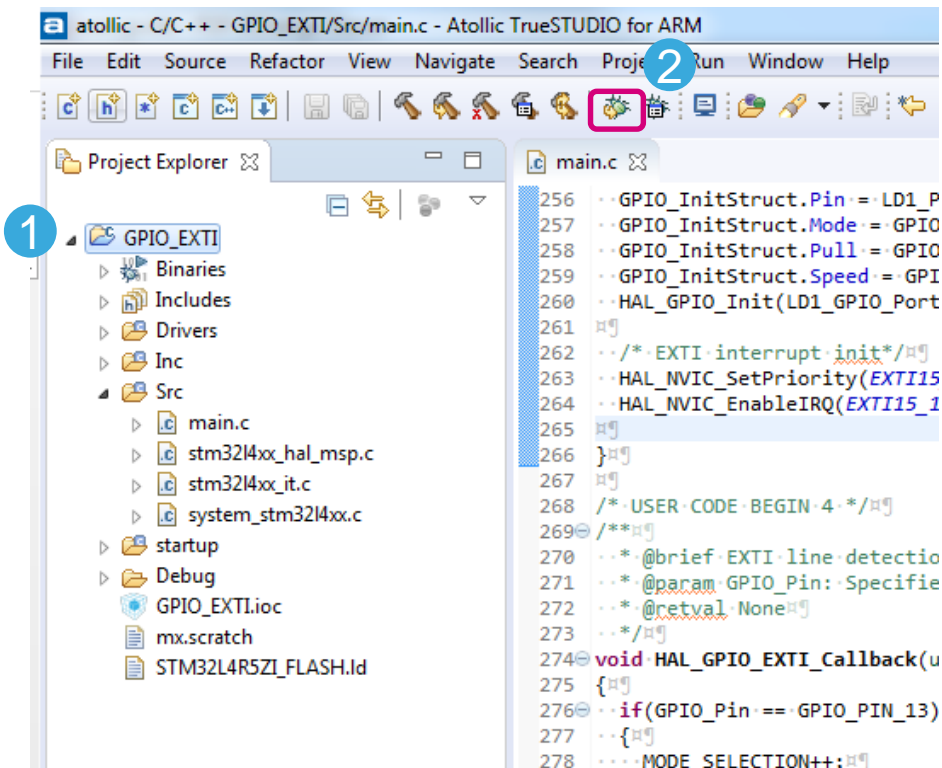 atollic - C/C++ - GPIO_EXTI/Src/main.c - Atollic TrueSTUDIO for ARM
File Edit Source Refactor View Navigate Search Run Window Help
2
Project Explorer
main.c
1
GPIO_EXTI
Binaries
Includes
Drivers
Inc
Src
main.c
stm32l4xx_hal_msp.c
stm32l4xx_it.c
system_stm32l4xx.c
startup
Debug
GPIO_EXTI.ioc
mx.scratch
STM32L4R5ZI_FLASH.ld
256 ··GPIO_InitStruct.Pin·=·LD1_P
257 ··GPIO_InitStruct.Mode·=·GPIO
258 ··GPIO_InitStruct.Pull·=·GPIO
259 ··GPIO_InitStruct.Speed·=·GPI
260 ··HAL_GPIO_Init(LD1_GPIO_Port
261 ¤¶
262 ··/*·EXTI·interrupt·init*/¤¶
263 ··HAL_NVIC_SetPriority(EXTI15
264 ··HAL_NVIC_EnableIRQ(EXTI15_1
265 ¤¶
266 }¤¶
267 ¤¶
268 /*·USER·CODE·BEGIN·4·*/¤¶
269 /**¤¶
270 ··*·@brief·EXTI·line·detectio
271 ··*·@param·GPIO_Pin:·Specifie
272 ··*·@retval·None¤¶
273 ··*/¤¶
274 void·HAL_GPIO_EXTI_Callback(u
275 {¤¶
276 ··if(GPIO_Pin·==·GPIO_PIN_13)
277 ··{¤¶
278 ····MODE_SELECTION++;¤¶